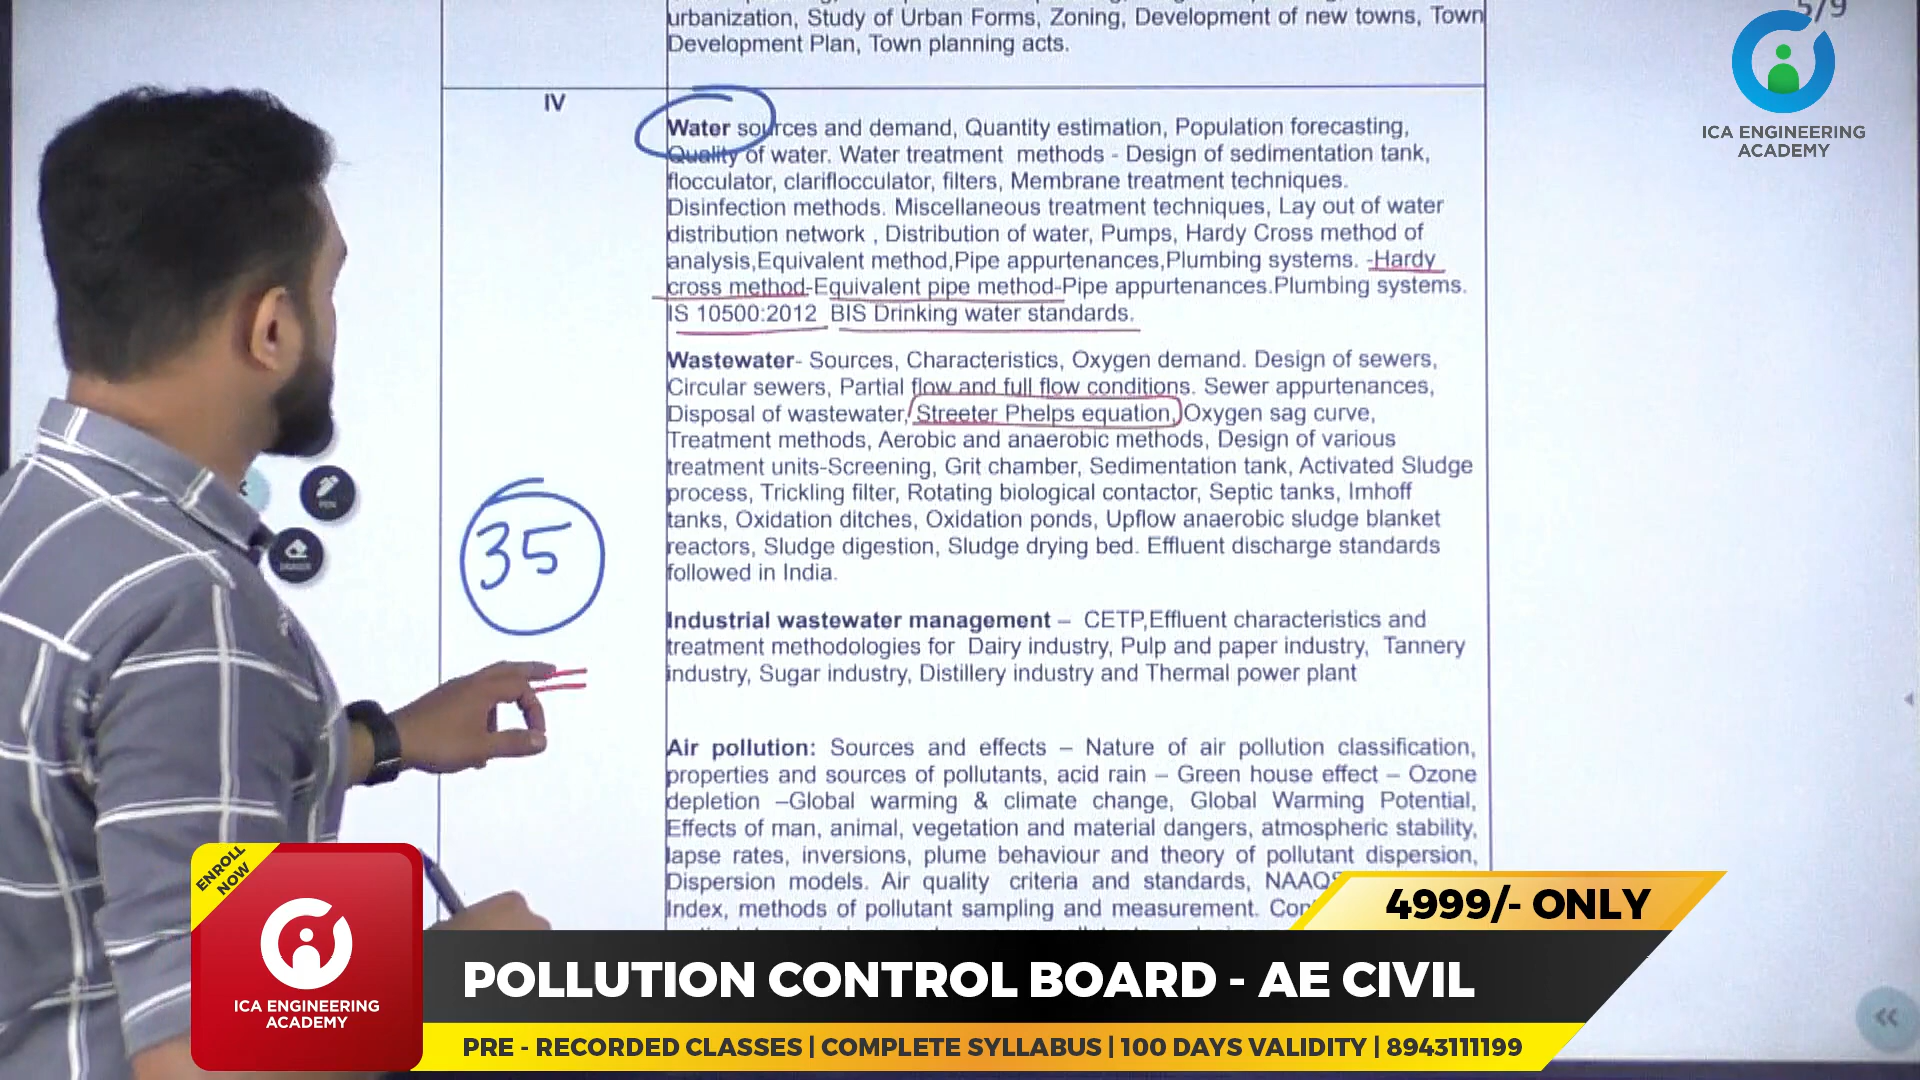 5/9
urbanization, Study of Urban Forms, Zoning, Development of new towns, Town
Development Plan, Town planning acts.
ICA ENGINEERING
ACADEMY
IV
Water sources and demand, Quantity estimation, Population forecasting,
Quality of water. Water treatment methods - Design of sedimentation tank,
flocculator, clariflocculator, filters, Membrane treatment techniques.
Disinfection methods. Miscellaneous treatment techniques, Lay out of water
distribution network , Distribution of water, Pumps, Hardy Cross method of
analysis,Equivalent method,Pipe appurtenances,Plumbing systems. -Hardy
cross method-Equivalent pipe method-Pipe appurtenances.Plumbing systems.
IS 10500:2012 BIS Drinking water standards.
Wastewater- Sources, Characteristics, Oxygen demand. Design of sewers,
Circular sewers, Partial flow and full flow conditions. Sewer appurtenances,
Disposal of wastewater, Streeter Phelps equation, Oxygen sag curve,
Treatment methods, Aerobic and anaerobic methods, Design of various
treatment units-Screening, Grit chamber, Sedimentation tank, Activated Sludge
process, Trickling filter, Rotating biological contactor, Septic tanks, Imhoff
tanks, Oxidation ditches, Oxidation ponds, Upflow anaerobic sludge blanket
reactors, Sludge digestion, Sludge drying bed. Effluent discharge standards
followed in India.
35
PEN
Industrial wastewater management – CETP,Effluent characteristics and
treatment methodologies for Dairy industry, Pulp and paper industry, Tannery
industry, Sugar industry, Distillery industry and Thermal power plant
Air pollution: Sources and effects – Nature of air pollution classification,
properties and sources of pollutants, acid rain – Green house effect – Ozone
depletion –Global warming & climate change, Global Warming Potential,
Effects of man, animal, vegetation and material dangers, atmospheric stability,
lapse rates, inversions, plume behaviour and theory of pollutant dispersion,
Dispersion models. Air quality criteria and standards, NAAQS
Index, methods of pollutant sampling and measurement.
ENROLL
NOW
ICA ENGINEERING
ACADEMY
4999/- ONLY
POLLUTION CONTROL BOARD - AE CIVIL
PRE - RECORDED CLASSES | COMPLETE SYLLABUS | 100 DAYS VALIDITY | 8943111199